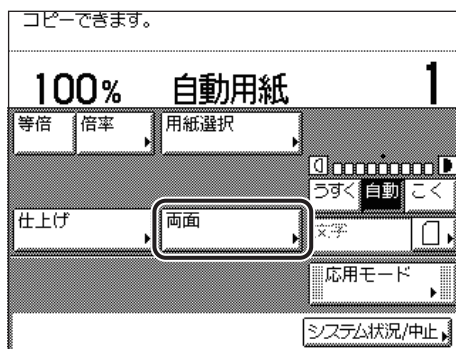 コピーできます。
100% 自動用紙 1
等倍 倍率 用紙選択
うすく 自動 こく
仕上げ 両面 文字
応用モード
システム状況/中止